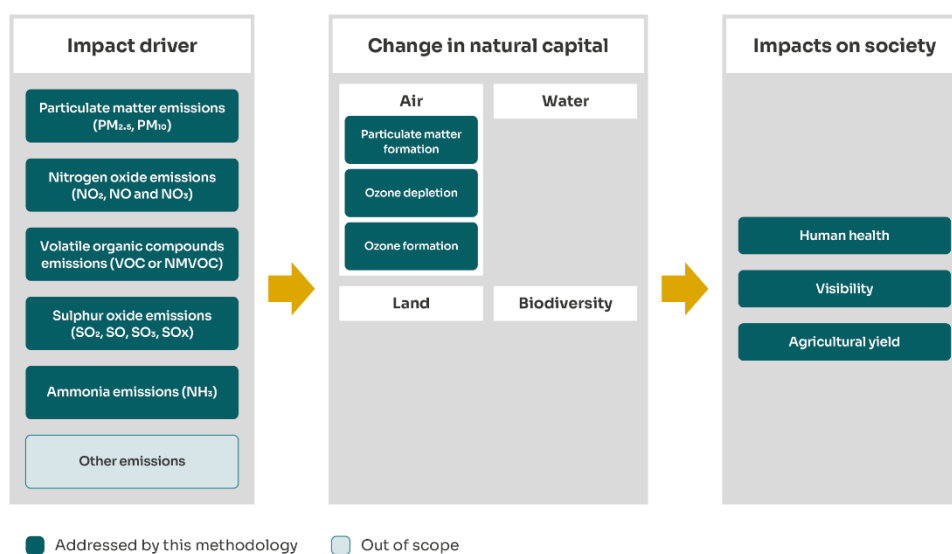 Impact driver
Particulate matter emissions
(PM₂.₅, PM₁₀)
Nitrogen oxide emissions
(NO₂, NO and NO₃)
Volatile organic compounds
emissions (VOC or NMVOC)
Sulphur oxide emissions
(SO₂, SO, SO₃, SOx)
Ammonia emissions (NH₃)
Other emissions
Change in natural capital
Air
Particulate matter
formation
Ozone depletion
Ozone formation
Water
Land
Biodiversity
Impacts on society
Human health
Visibility
Agricultural yield
Addressed by this methodology
Out of scope